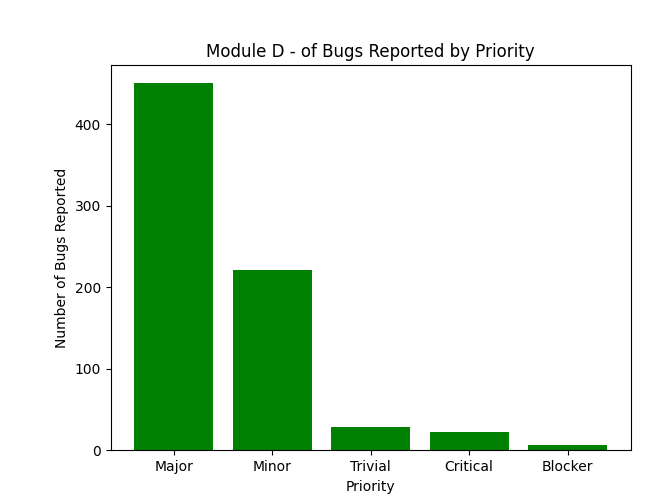 Module D - of Bugs Reported by Priority
Number of Bugs Reported
400
300
200
100
0
Major Minor Trivial Critical Blocker
Priority